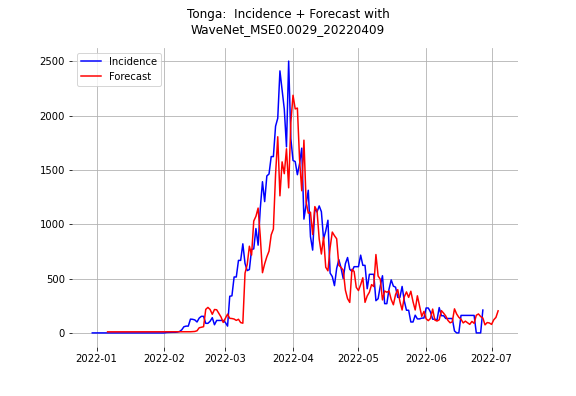 Tonga:  Incidence + Forecast with
WaveNet_MSE0.0029_20220409
Incidence
Forecast
2500
2000
1500
1000
500
0
2022-01 2022-02 2022-03 2022-04 2022-05 2022-06 2022-07